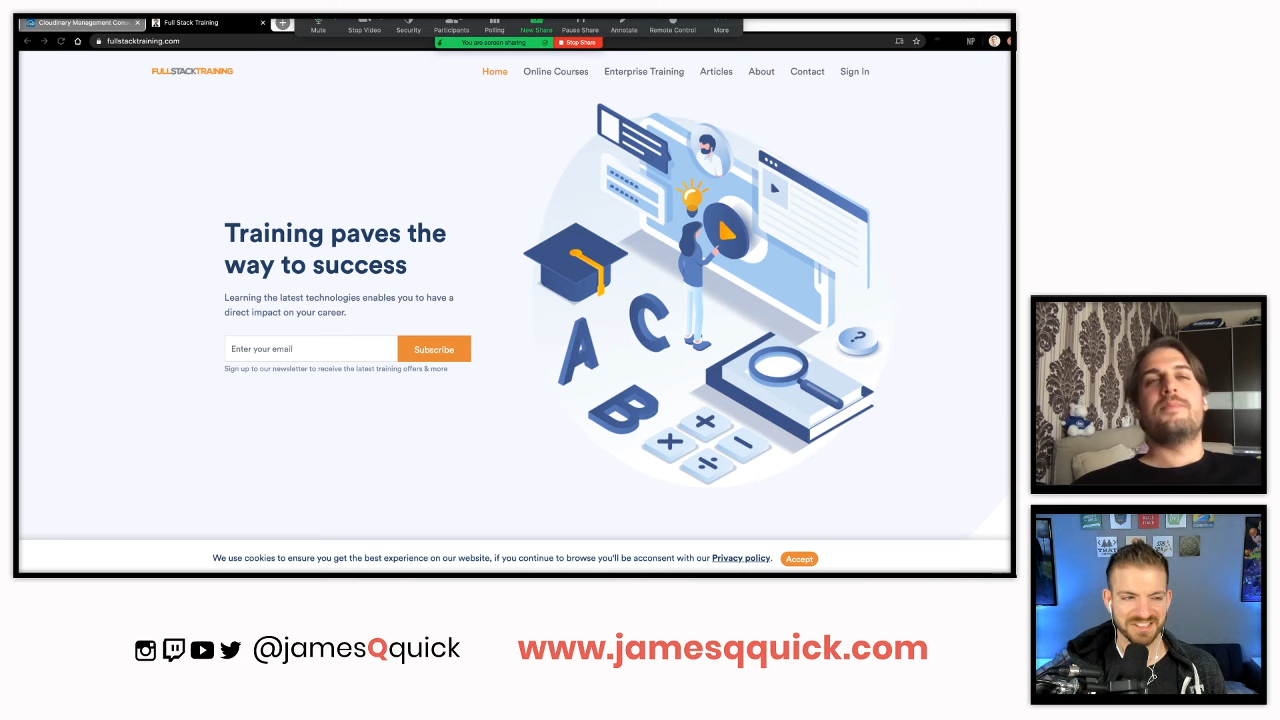 Cloudinary Management Cons
Full Stack Training
Mute
Stop Video
Security
Participants
Polling
New Share
Pause Share
Annotate
Remote Control
More
fullstacktraining.com
You are screen sharing
Stop Share
NP
FULLSTACKTRAINING
Home
Online Courses
Enterprise Training
Articles
About
Contact
Sign In
Training paves the
way to success
Learning the latest technologies enables you to have a
direct impact on your career.
Enter your email
Subscribe
Sign up to our newsletter to receive the latest training offers & more
A
C
B
?
+
×
-
÷
We use cookies to ensure you get the best experience on our website, if you continue to browse you'll be acconsent with our Privacy policy.
Accept
THAT
@jamesQquick
www.jamesqquick.com